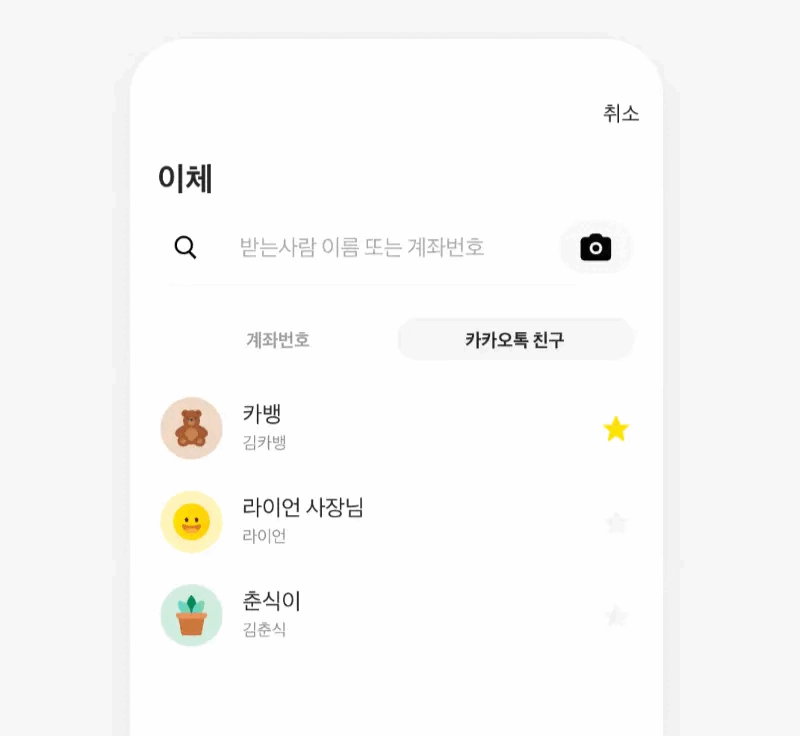 취소
이체
받는사람 이름 또는 계좌번호
계좌번호 카카오톡 친구
카뱅
김카뱅
라이언 사장님
라이언
춘식이
김춘식